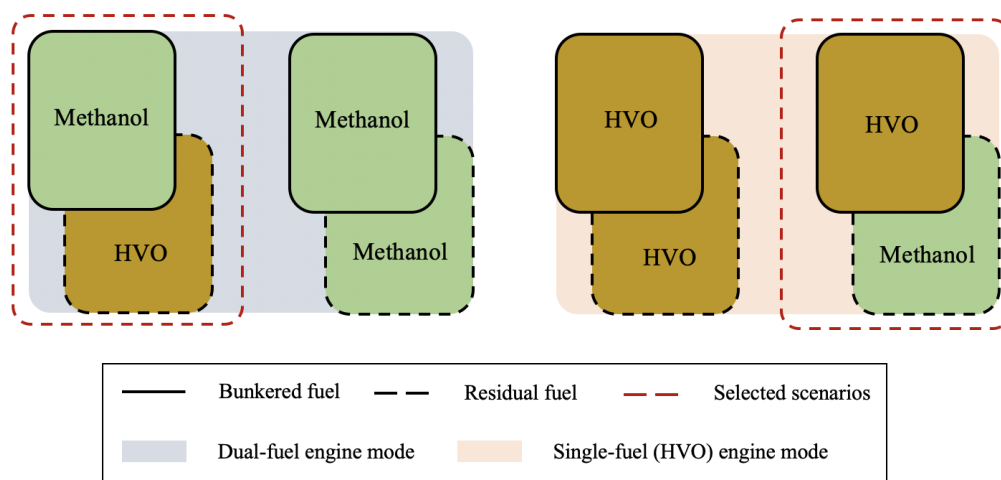 Methanol
HVO
Methanol
Methanol
HVO
HVO
HVO
Methanol
Bunkered fuel
Residual fuel
Selected scenarios
Dual-fuel engine mode
Single-fuel (HVO) engine mode